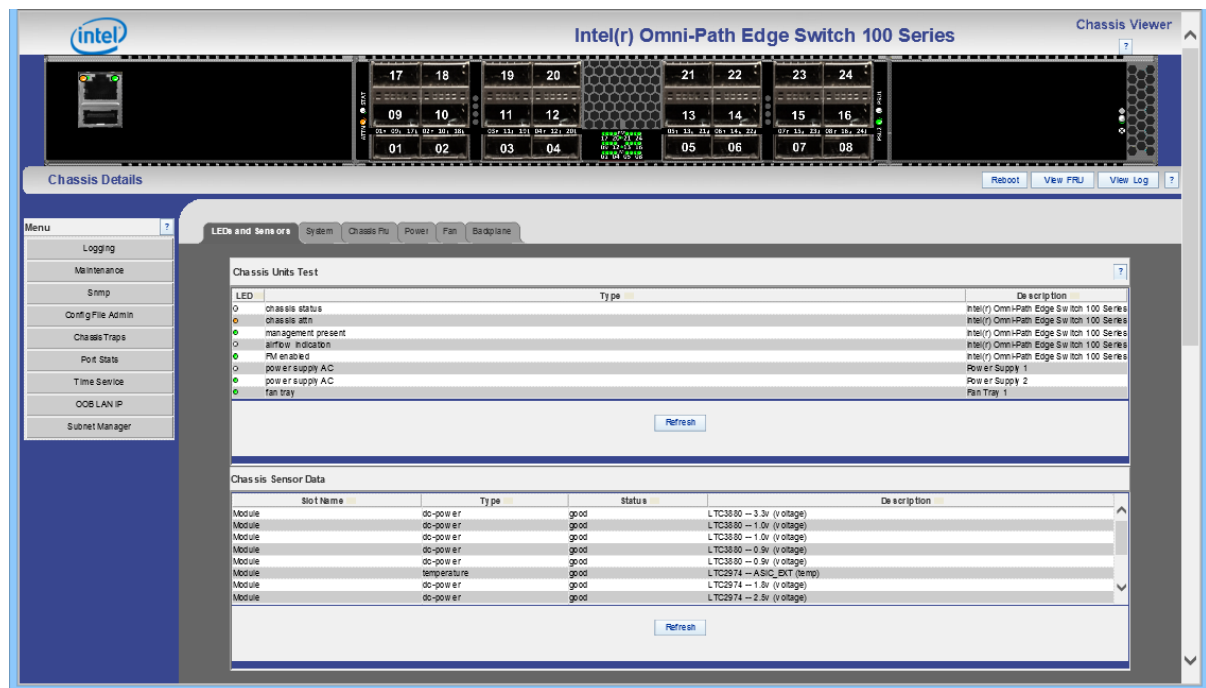 intel
Intel(r) Omni-Path Edge Switch 100 Series
Chassis Viewer
?
17 18 19 20 21 22 23 24
STAT
PSU1
09 10 11 12 13 14 15 16
ATTN
PSU2
01 02 03 04 05 06 07 08
Chassis Details
Reboot View FRU View Log ?
Menu ?
Logging
Maintenance
Snmp
Config File Admin
Chassis Traps
Port Stats
Time Service
OOB LAN IP
Subnet Manager
LEDs and Sensors System Chassis Fru Power Fan Backplane
Chassis Units Test ?
LED Type Description
chassis status Intel(r) Omni-Path Edge Switch 100 Series
chassis attn Intel(r) Omni-Path Edge Switch 100 Series
management present Intel(r) Omni-Path Edge Switch 100 Series
airflow indication Intel(r) Omni-Path Edge Switch 100 Series
FM enabled Intel(r) Omni-Path Edge Switch 100 Series
power supply AC Power Supply 1
power supply AC Power Supply 2
fan tray Fan Tray 1
Refresh
Chassis Sensor Data
Slot Name Type Status Description
Module dc-power good LTC3880 -- 3.3v (voltage)
Module dc-power good LTC3880 -- 1.0v (voltage)
Module dc-power good LTC3880 -- 1.0v (voltage)
Module dc-power good LTC3880 -- 0.9v (voltage)
Module dc-power good LTC3880 -- 0.9v (voltage)
Module temperature good LTC2974 -- ASIC_EXT (temp)
Module dc-power good LTC2974 -- 1.8v (voltage)
Module dc-power good LTC2974 -- 2.5v (voltage)
Refresh